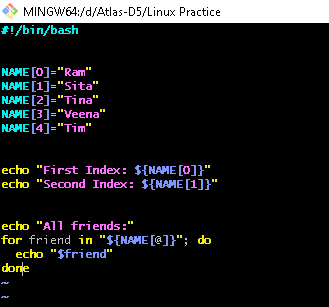 MINGW64:/d/Atlas-D5/Linux Practice
#!/bin/bash
NAME[0]="Ram"
NAME[1]="Sita"
NAME[2]="Tina"
NAME[3]="Veena"
NAME[4]="Tim"
echo "First Index: ${NAME[0]}"
echo "Second Index: ${NAME[1]}"
echo "All friends:"
for friend in "${NAME[@]}"; do
  echo "$friend"
done
~
~